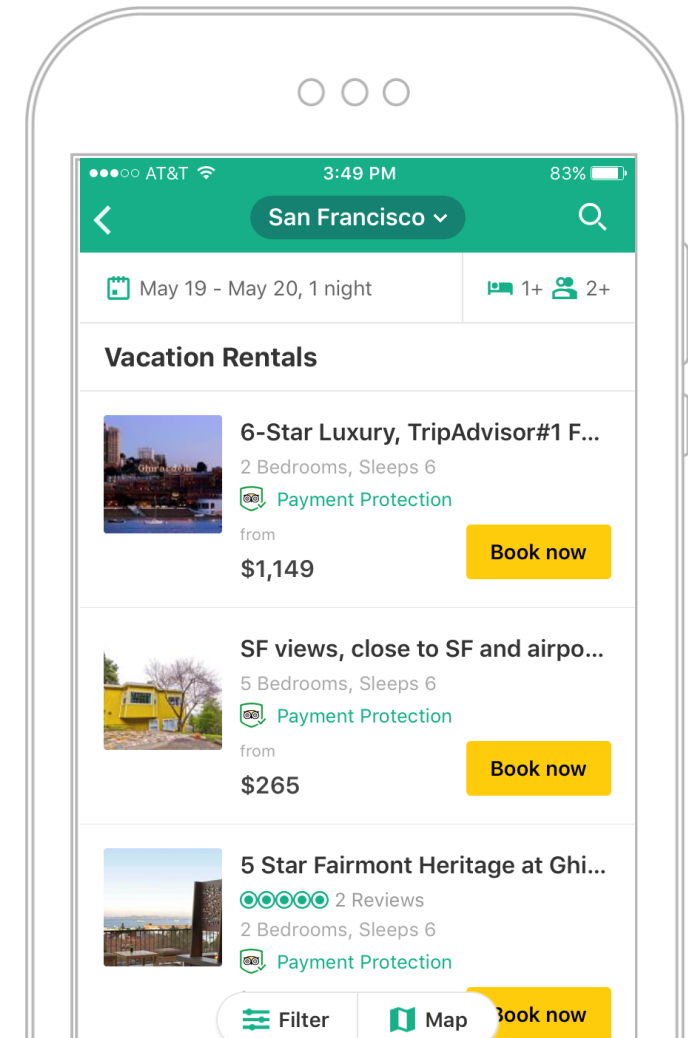 AT&T 3:49 PM 83%
San Francisco
May 19 - May 20, 1 night 1+ 2+
Vacation Rentals
6-Star Luxury, TripAdvisor#1 F...
2 Bedrooms, Sleeps 6
Payment Protection
from
$1,149
Book now
Ghirardelli
SF views, close to SF and airpo...
5 Bedrooms, Sleeps 6
Payment Protection
from
$265
Book now
5 Star Fairmont Heritage at Ghi...
2 Reviews
2 Bedrooms, Sleeps 6
Payment Protection
Filter Map Book now